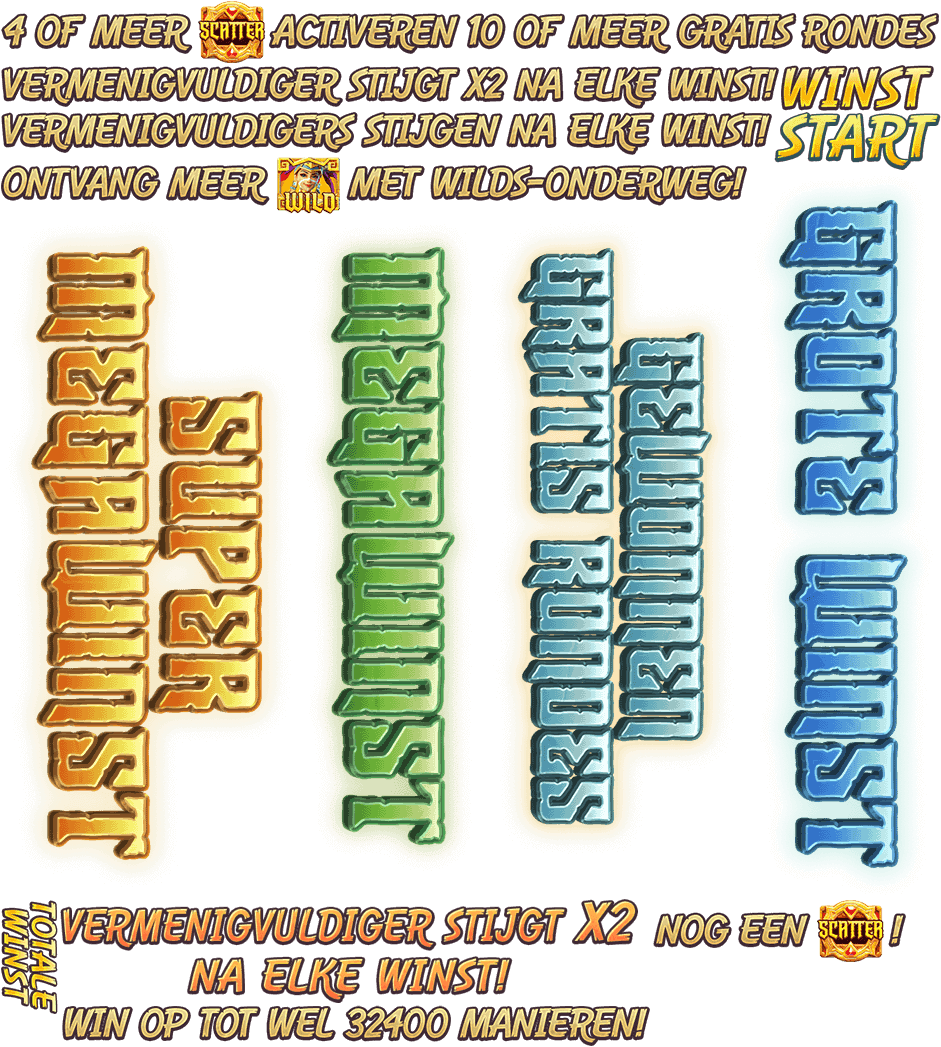 4 OF MEER SCATTER ACTIVEREN 10 OF MEER GRATIS RONDES
VERMENIGVULDIGER STIJGT X2 NA ELKE WINST!
WINST
VERMENIGVULDIGERS STIJGEN NA ELKE WINST!
START
ONTVANG MEER WILD MET WILDS-ONDERWEG!
SUPER
MEGAWINST
MEGAWINST
GEWONNEN
GRATIS RONDES
GROTE WINST
TOTALE
WINST
VERMENIGVULDIGER STIJGT X2
NA ELKE WINST!
NOG EEN SCATTER !
WIN OP TOT WEL 32400 MANIEREN!